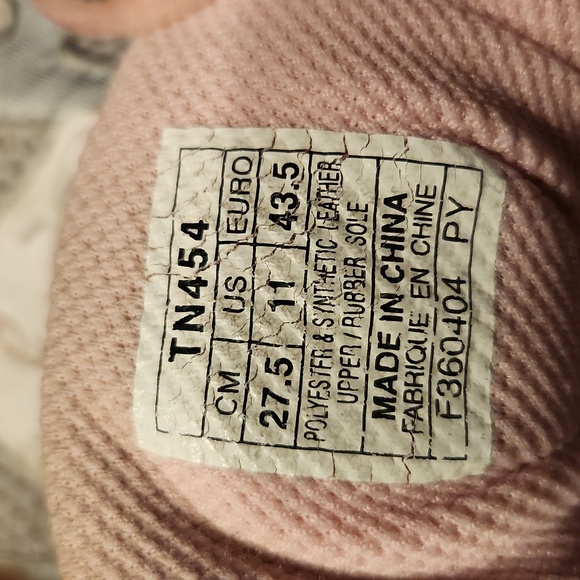 TN454
CM US EURO
27.5 11 43.5
POLYESTER & SYNTHETIC LEATHER
UPPER / RUBBER SOLE
MADE IN CHINA
FABRIQUE EN CHINE
F360404 PY